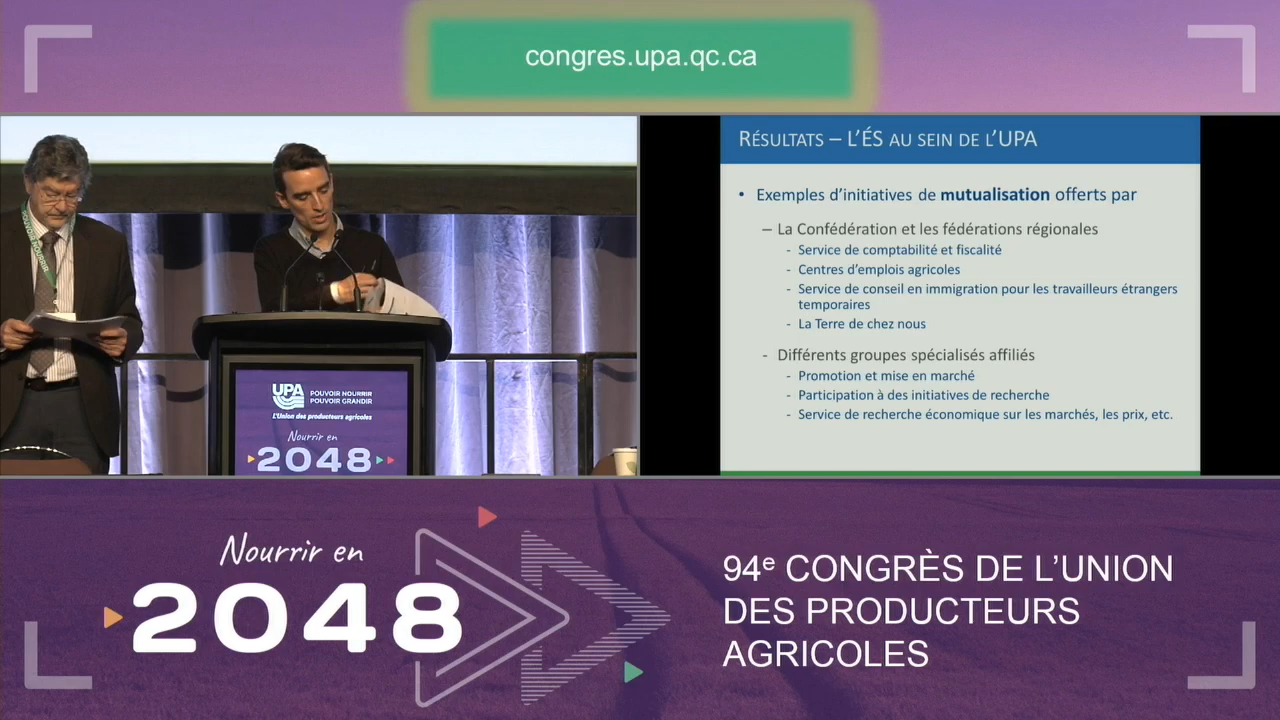 congres.upa.qc.ca
RÉSULTATS – L'ÉS AU SEIN DE L'UPA
• Exemples d'initiatives de mutualisation offerts par
– La Confédération et les fédérations régionales
- Service de comptabilité et fiscalité
- Centres d'emplois agricoles
- Service de conseil en immigration pour les travailleurs étrangers
temporaires
- La Terre de chez nous
- Différents groupes spécialisés affiliés
- Promotion et mise en marché
- Participation à des initiatives de recherche
- Service de recherche économique sur les marchés, les prix, etc.
POUVOIR NOURRIR
UPA
POUVOIR NOURRIR
POUVOIR GRANDIR
L'Union des producteurs agricoles
Nourrir en
2048
Nourrir en
2048
94e CONGRÈS DE L'UNION
DES PRODUCTEURS
AGRICOLES